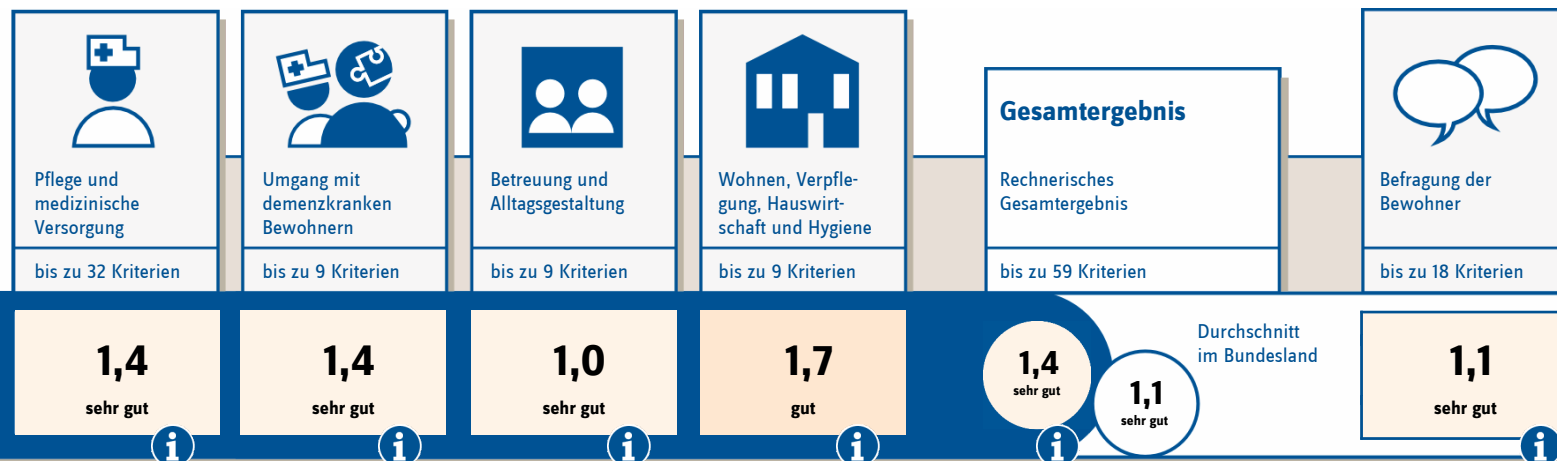 Pflege und
medizinische
Versorgung
bis zu 32 Kriterien
1,4
sehr gut
i
Umgang mit
demenzkranken
Bewohnern
bis zu 9 Kriterien
1,4
sehr gut
i
Betreuung und
Alltagsgestaltung
bis zu 9 Kriterien
1,0
sehr gut
i
Wohnen, Verpfle-
gung, Hauswirt-
schaft und Hygiene
bis zu 9 Kriterien
1,7
gut
i
Gesamtergebnis
Rechnerisches
Gesamtergebnis
bis zu 59 Kriterien
1,4
sehr gut
i
Durchschnitt
im Bundesland
1,1
sehr gut
Befragung der
Bewohner
bis zu 18 Kriterien
1,1
sehr gut
i